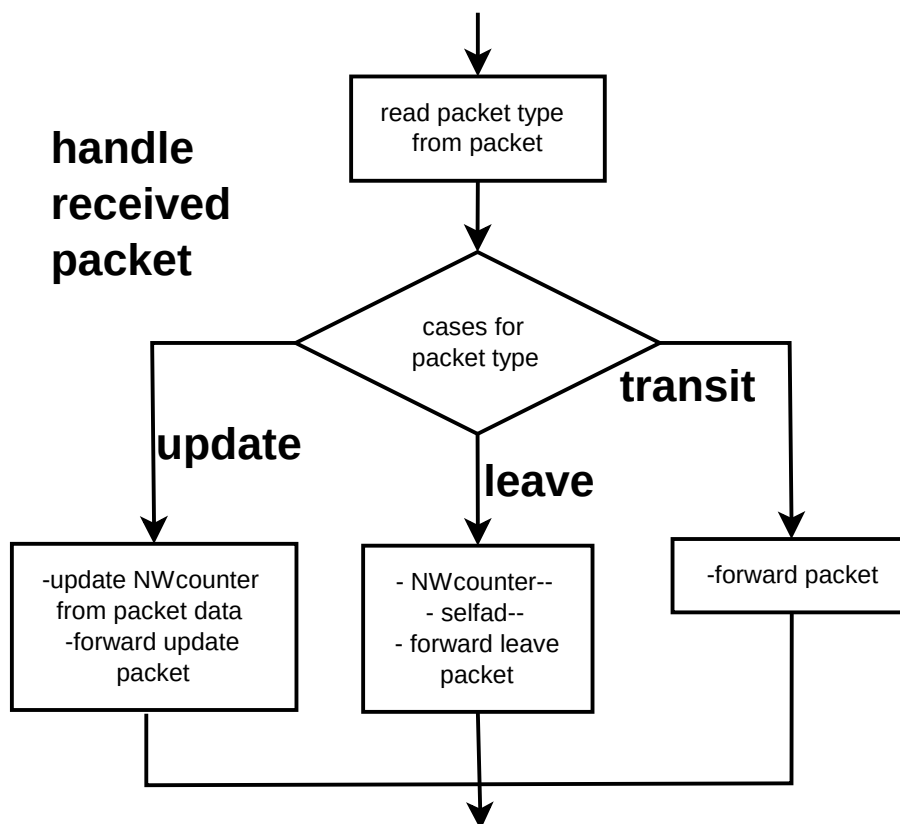 read packet type
from packet
handle
received
packet
cases for
packet type
transit
update
leave
-update NWcounter
from packet data
-forward update
packet
- NWcounter--
- selfad--
- forward leave
packet
-forward packet